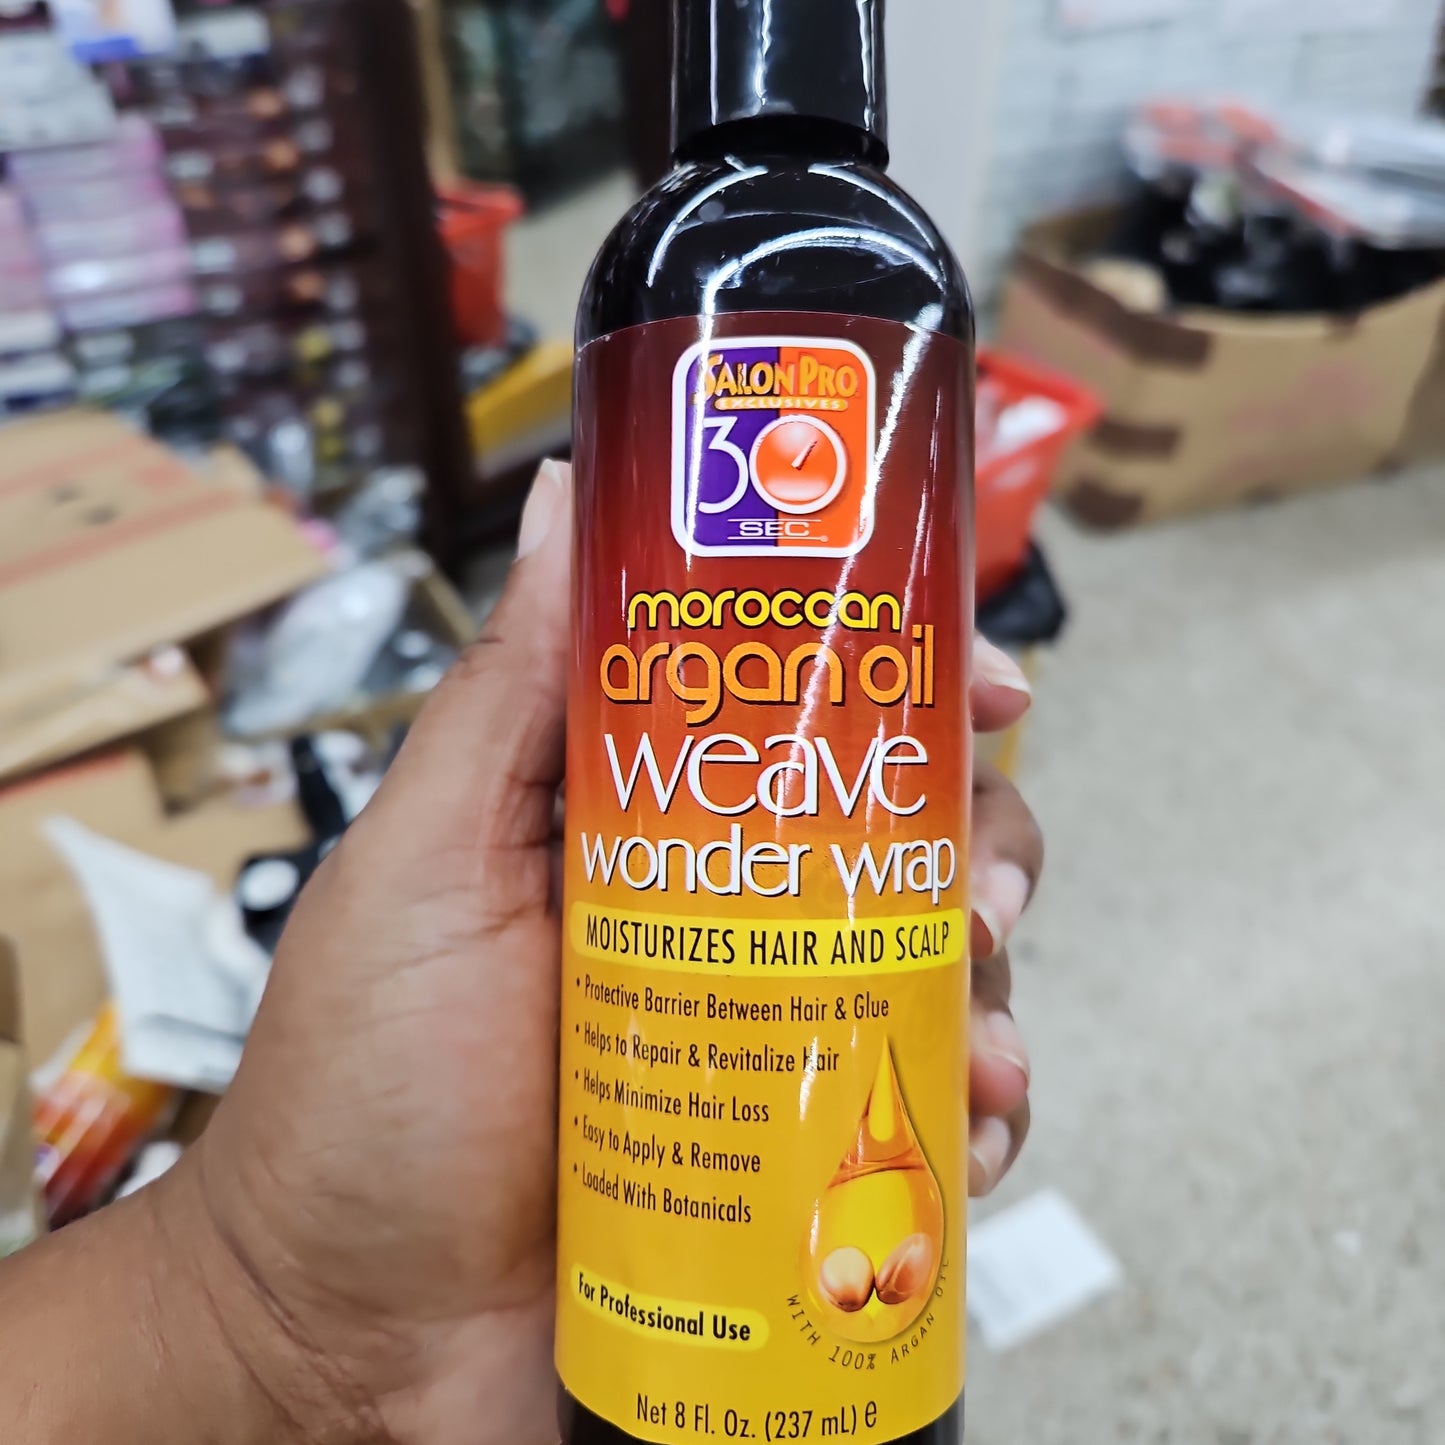 SALON PRO
EXCLUSIVES
30
SEC
moroccan
argan oil
weave
wonder wrap
MOISTURIZES HAIR AND SCALP
• Protective Barrier Between Hair & Glue
• Helps to Repair & Revitalize Hair
• Helps Minimize Hair Loss
• Easy to Apply & Remove
• Loaded With Botanicals
WITH 100% ARGAN OIL
For Professional Use
Net 8 Fl. Oz. (237 mL) e